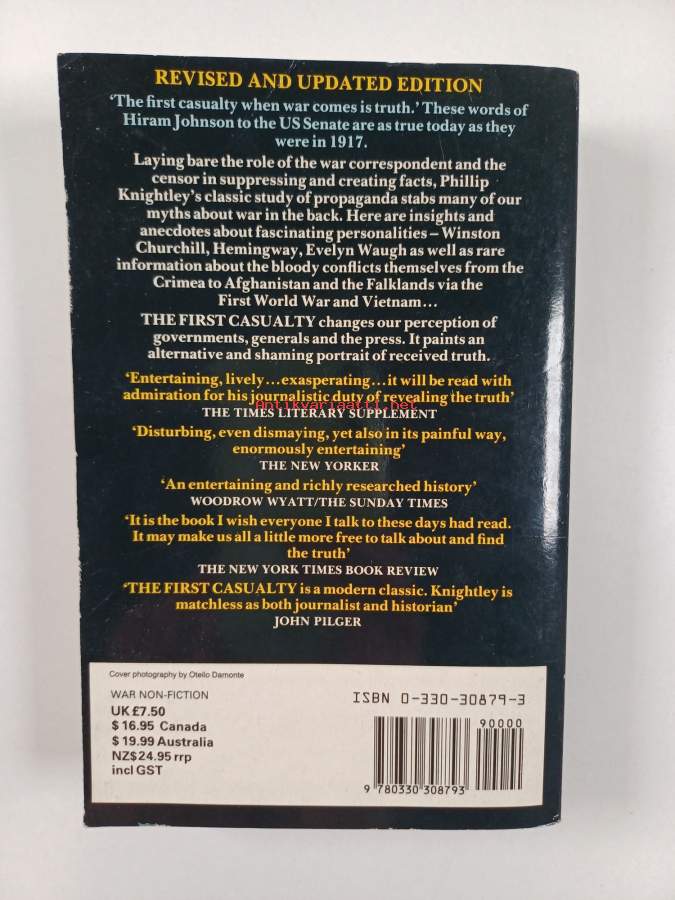 REVISED AND UPDATED EDITION
‘The first casualty when war comes is truth.’ These words of
Hiram Johnson to the US Senate are as true today as they
were in 1917.
Laying bare the role of the war correspondent and the
censor in suppressing and creating facts, Phillip
Knightley’s classic study of propaganda stabs many of our
myths about war in the back. Here are insights and
anecdotes about fascinating personalities – Winston
Churchill, Hemingway, Evelyn Waugh as well as rare
information about the bloody conflicts themselves from the
Crimea to Afghanistan and the Falklands via the
First World War and Vietnam...
THE FIRST CASUALTY changes our perception of
governments, generals and the press. It paints an
alternative and shaming portrait of received truth.
‘Entertaining, lively...exasperating...it will be read with
admiration for his journalistic duty of revealing the truth’
Antikvariaatti.net
THE TIMES LITERARY SUPPLEMENT
‘Disturbing, even dismaying, yet also in its painful way,
enormously entertaining’
THE NEW YORKER
‘An entertaining and richly researched history’
WOODROW WYATT/THE SUNDAY TIMES
‘It is the book I wish everyone I talk to these days had read.
It may make us all a little more free to talk about and find
the truth’
THE NEW YORK TIMES BOOK REVIEW
‘THE FIRST CASUALTY is a modern classic. Knightley is
matchless as both journalist and historian’
JOHN PILGER
Cover photography by Otello Damonte
WAR NON-FICTION
UK £7.50
$ 16.95 Canada
$ 19.99 Australia
NZ$ 24.95 rrp
incl GST
ISBN 0-330-30879-3
90000
9 780330 308793